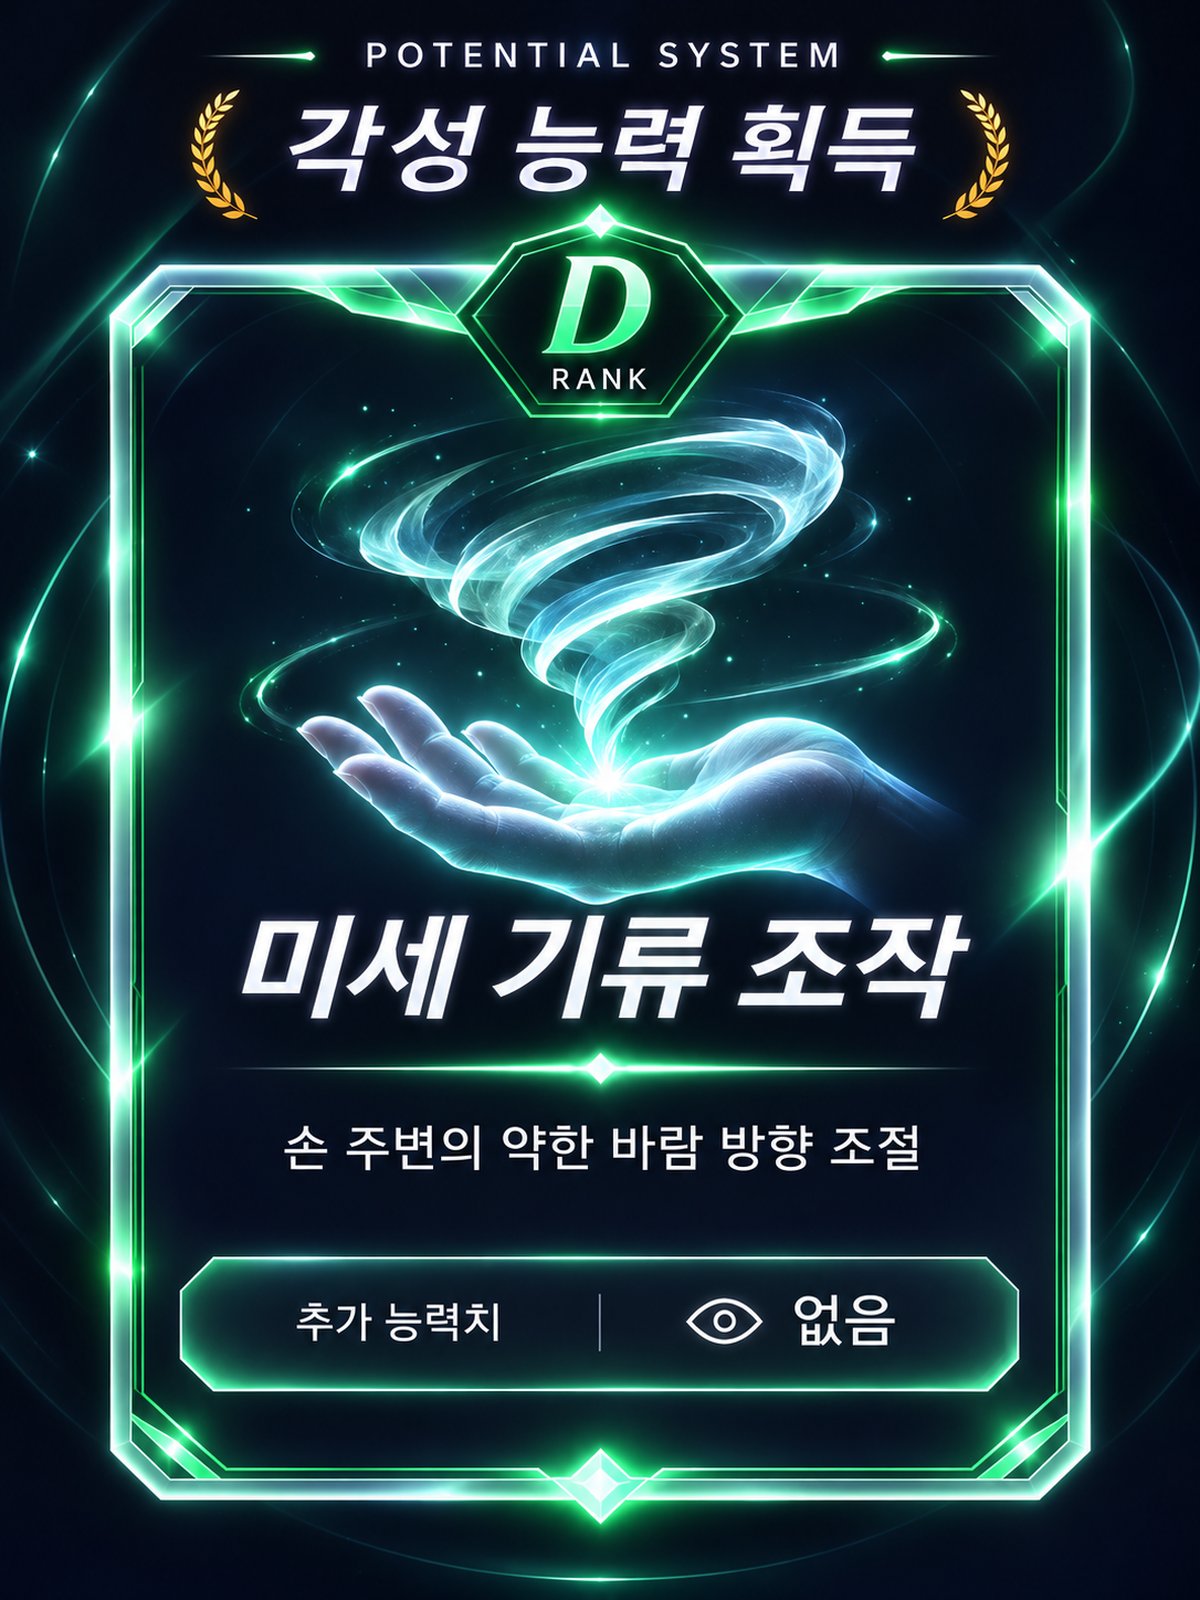 POTENTIAL SYSTEM
각성 능력 획득
D
RANK
미세 기류 조작
손 주변의 약한 바람 방향 조절
추가 능력치 없음